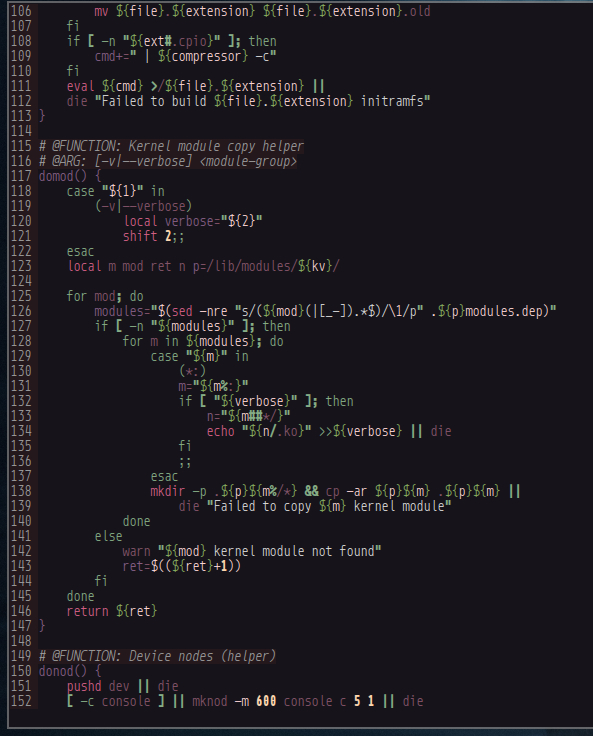 106         mv ${file}.${extension} ${file}.${extension}.old
107     fi
108     if [ -n "${ext#.cpio}" ]; then
109         cmd+=" | ${compressor} -c"
110     fi
111     eval ${cmd} >/${file}.${extension} ||
112     die "Failed to build ${file}.${extension} initramfs"
113 }
114
115 # @FUNCTION: Kernel module copy helper
116 # @ARG: [-v|--verbose] <module-group>
117 domod() {
118     case "${1}" in
119         (-v|--verbose)
120             local verbose="${2}"
121             shift 2;;
122     esac
123     local m mod ret n p=/lib/modules/${kv}/
124
125     for mod; do
126         modules="$(sed -nre "s/(${mod}(|[_-]).*$)/\1/p" .${p}modules.dep)"
127         if [ -n "${modules}" ]; then
128             for m in ${modules}; do
129                 case "${m}" in
130                     (*:)
131                     m="${m%:}"
132                     if [ "${verbose}" ]; then
133                         n="${m##*/}"
134                         echo "${n/.ko}" >>${verbose} || die
135                     fi
136                     ;;
137                 esac
138                 mkdir -p .${p}${m%/*} && cp -ar ${p}${m} .${p}${m} ||
139                     die "Failed to copy ${m} kernel module"
140             done
141         else
142             warn "${mod} kernel module not found"
143             ret=$((${ret}+1))
144         fi
145     done
146     return ${ret}
147 }
148
149 # @FUNCTION: Device nodes (helper)
150 donod() {
151     pushd dev || die
152     [ -c console ] || mknod -m 600 console c 5 1 || die